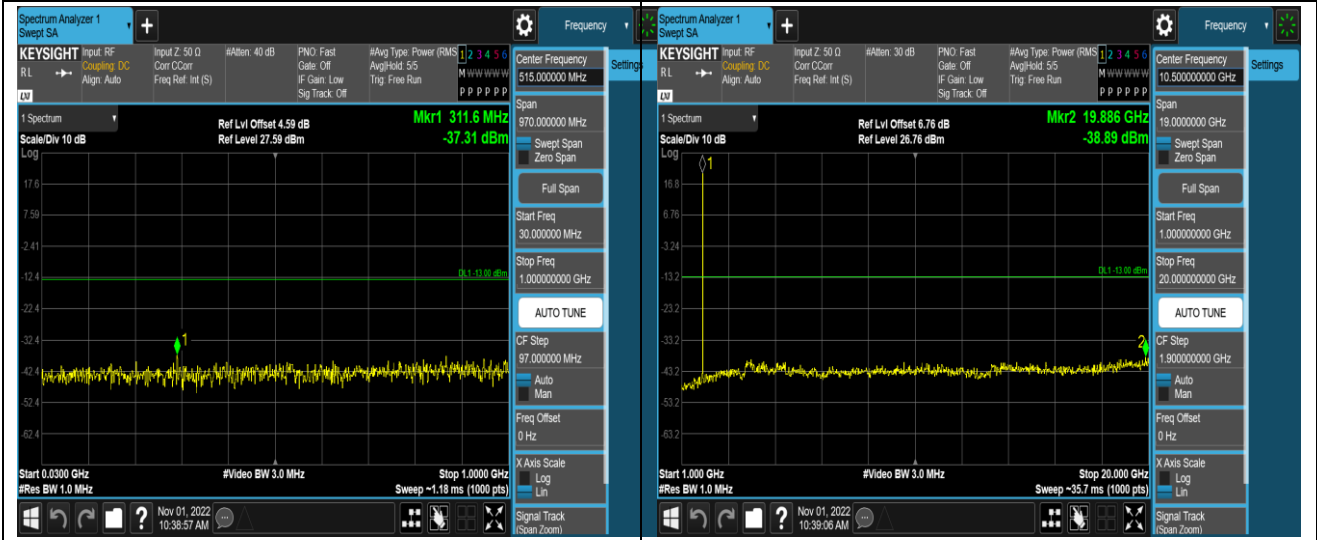 Spectrum Analyzer 1
Swept SA
+
Frequency
KEYSIGHT
RL
LXI
Input: RF
Coupling: DC
Align: Auto
Input Z: 50 Ω
Corr CCorr
Freq Ref: Int (S)
#Atten: 40 dB
PNO: Fast
Gate: Off
IF Gain: Low
Sig Track: Off
#Avg Type: Power (RMS
Avg|Hold: 5/5
Trig: Free Run
1 2 3 4 5 6
M W W W W W
P P P P P P
Center Frequency
515.000000 MHz
Settings
1 Spectrum
Scale/Div 10 dB
Log
Ref Lvl Offset 4.59 dB
Ref Level 27.59 dBm
Mkr1 311.6 MHz
-37.31 dBm
Span
970.000000 MHz
Swept Span
Zero Span
Full Span
Start Freq
30.000000 MHz
Stop Freq
1.000000000 GHz
AUTO TUNE
CF Step
97.000000 MHz
Auto
Man
Freq Offset
0 Hz
X Axis Scale
Log
Lin
Signal Track
(Span Zoom)
17.6
7.59
-2.41
-12.4
-22.4
-32.4
-42.4
-52.4
-62.4
DL1 -13.00 dBm
1
Start 0.0300 GHz
#Res BW 1.0 MHz
#Video BW 3.0 MHz
Stop 1.0000 GHz
Sweep ~1.18 ms (1000 pts)
?
Nov 01, 2022
10:38:57 AM
Spectrum Analyzer 1
Swept SA
+
Frequency
KEYSIGHT
RL
LXI
Input: RF
Coupling: DC
Align: Auto
Input Z: 50 Ω
Corr CCorr
Freq Ref: Int (S)
#Atten: 30 dB
PNO: Fast
Gate: Off
IF Gain: Low
Sig Track: Off
#Avg Type: Power (RMS
Avg|Hold: 5/5
Trig: Free Run
1 2 3 4 5 6
M W W W W W
P P P P P P
Center Frequency
10.500000000 GHz
Settings
1 Spectrum
Scale/Div 10 dB
Log
Ref Lvl Offset 6.76 dB
Ref Level 26.76 dBm
Mkr2 19.886 GHz
-38.89 dBm
Span
19.0000000 GHz
Swept Span
Zero Span
Full Span
Start Freq
1.000000000 GHz
Stop Freq
20.000000000 GHz
AUTO TUNE
CF Step
1.900000000 GHz
Auto
Man
Freq Offset
0 Hz
X Axis Scale
Log
Lin
Signal Track
(Span Zoom)
1
16.8
6.76
-3.24
-13.2
-23.2
-33.2
-43.2
-53.2
-63.2
DL1 -13.00 dBm
2
Start 1.000 GHz
#Res BW 1.0 MHz
#Video BW 3.0 MHz
Stop 20.000 GHz
Sweep ~35.7 ms (1000 pts)
?
Nov 01, 2022
10:39:06 AM